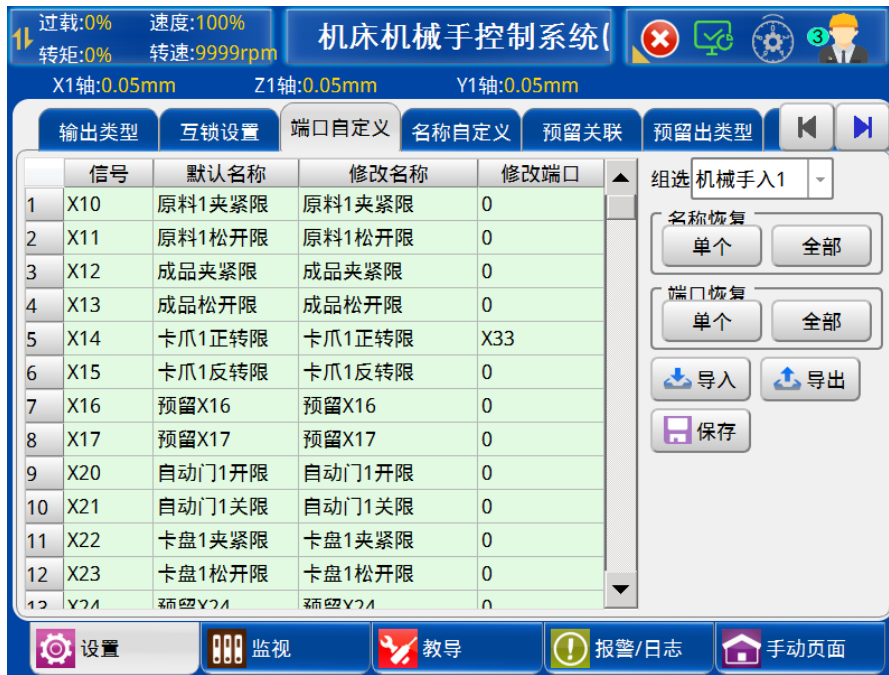 过载:0% 速度:100%
转矩:0% 转速:9999rpm
机床机械手控制系统(
3
X1轴:0.05mm Z1轴:0.05mm Y1轴:0.05mm
输出类型 互锁设置 端口自定义 名称自定义 预留关联 预留出类型
信号 默认名称 修改名称 修改端口
1 X10 原料1夹紧限 原料1夹紧限 0
2 X11 原料1松开限 原料1松开限 0
3 X12 成品夹紧限 成品夹紧限 0
4 X13 成品松开限 成品松开限 0
5 X14 卡爪1正转限 卡爪1正转限 X33
6 X15 卡爪1反转限 卡爪1反转限 0
7 X16 预留X16 预留X16 0
8 X17 预留X17 预留X17 0
9 X20 自动门1开限 自动门1开限 0
10 X21 自动门1关限 自动门1关限 0
11 X22 卡盘1夹紧限 卡盘1夹紧限 0
12 X23 卡盘1松开限 卡盘1松开限 0
13 X24 预留X24 预留X24 0
组选 机械手入1
名称恢复
单个 全部
端口恢复
单个 全部
导入 导出
保存
设置 监视 教导 报警/日志 手动页面